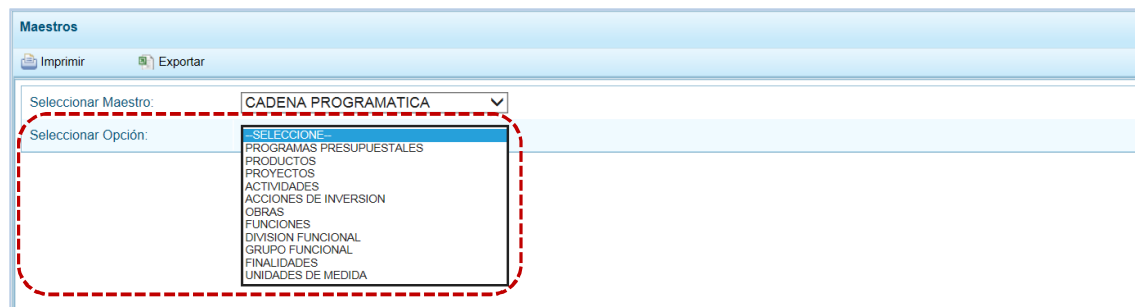 Maestros
Imprimir Exportar
Seleccionar Maestro: CADENA PROGRAMATICA
Seleccionar Opción: --SELECCIONE--
PROGRAMAS PRESUPUESTALES
PRODUCTOS
PROYECTOS
ACTIVIDADES
ACCIONES DE INVERSION
OBRAS
FUNCIONES
DIVISION FUNCIONAL
GRUPO FUNCIONAL
FINALIDADES
UNIDADES DE MEDIDA